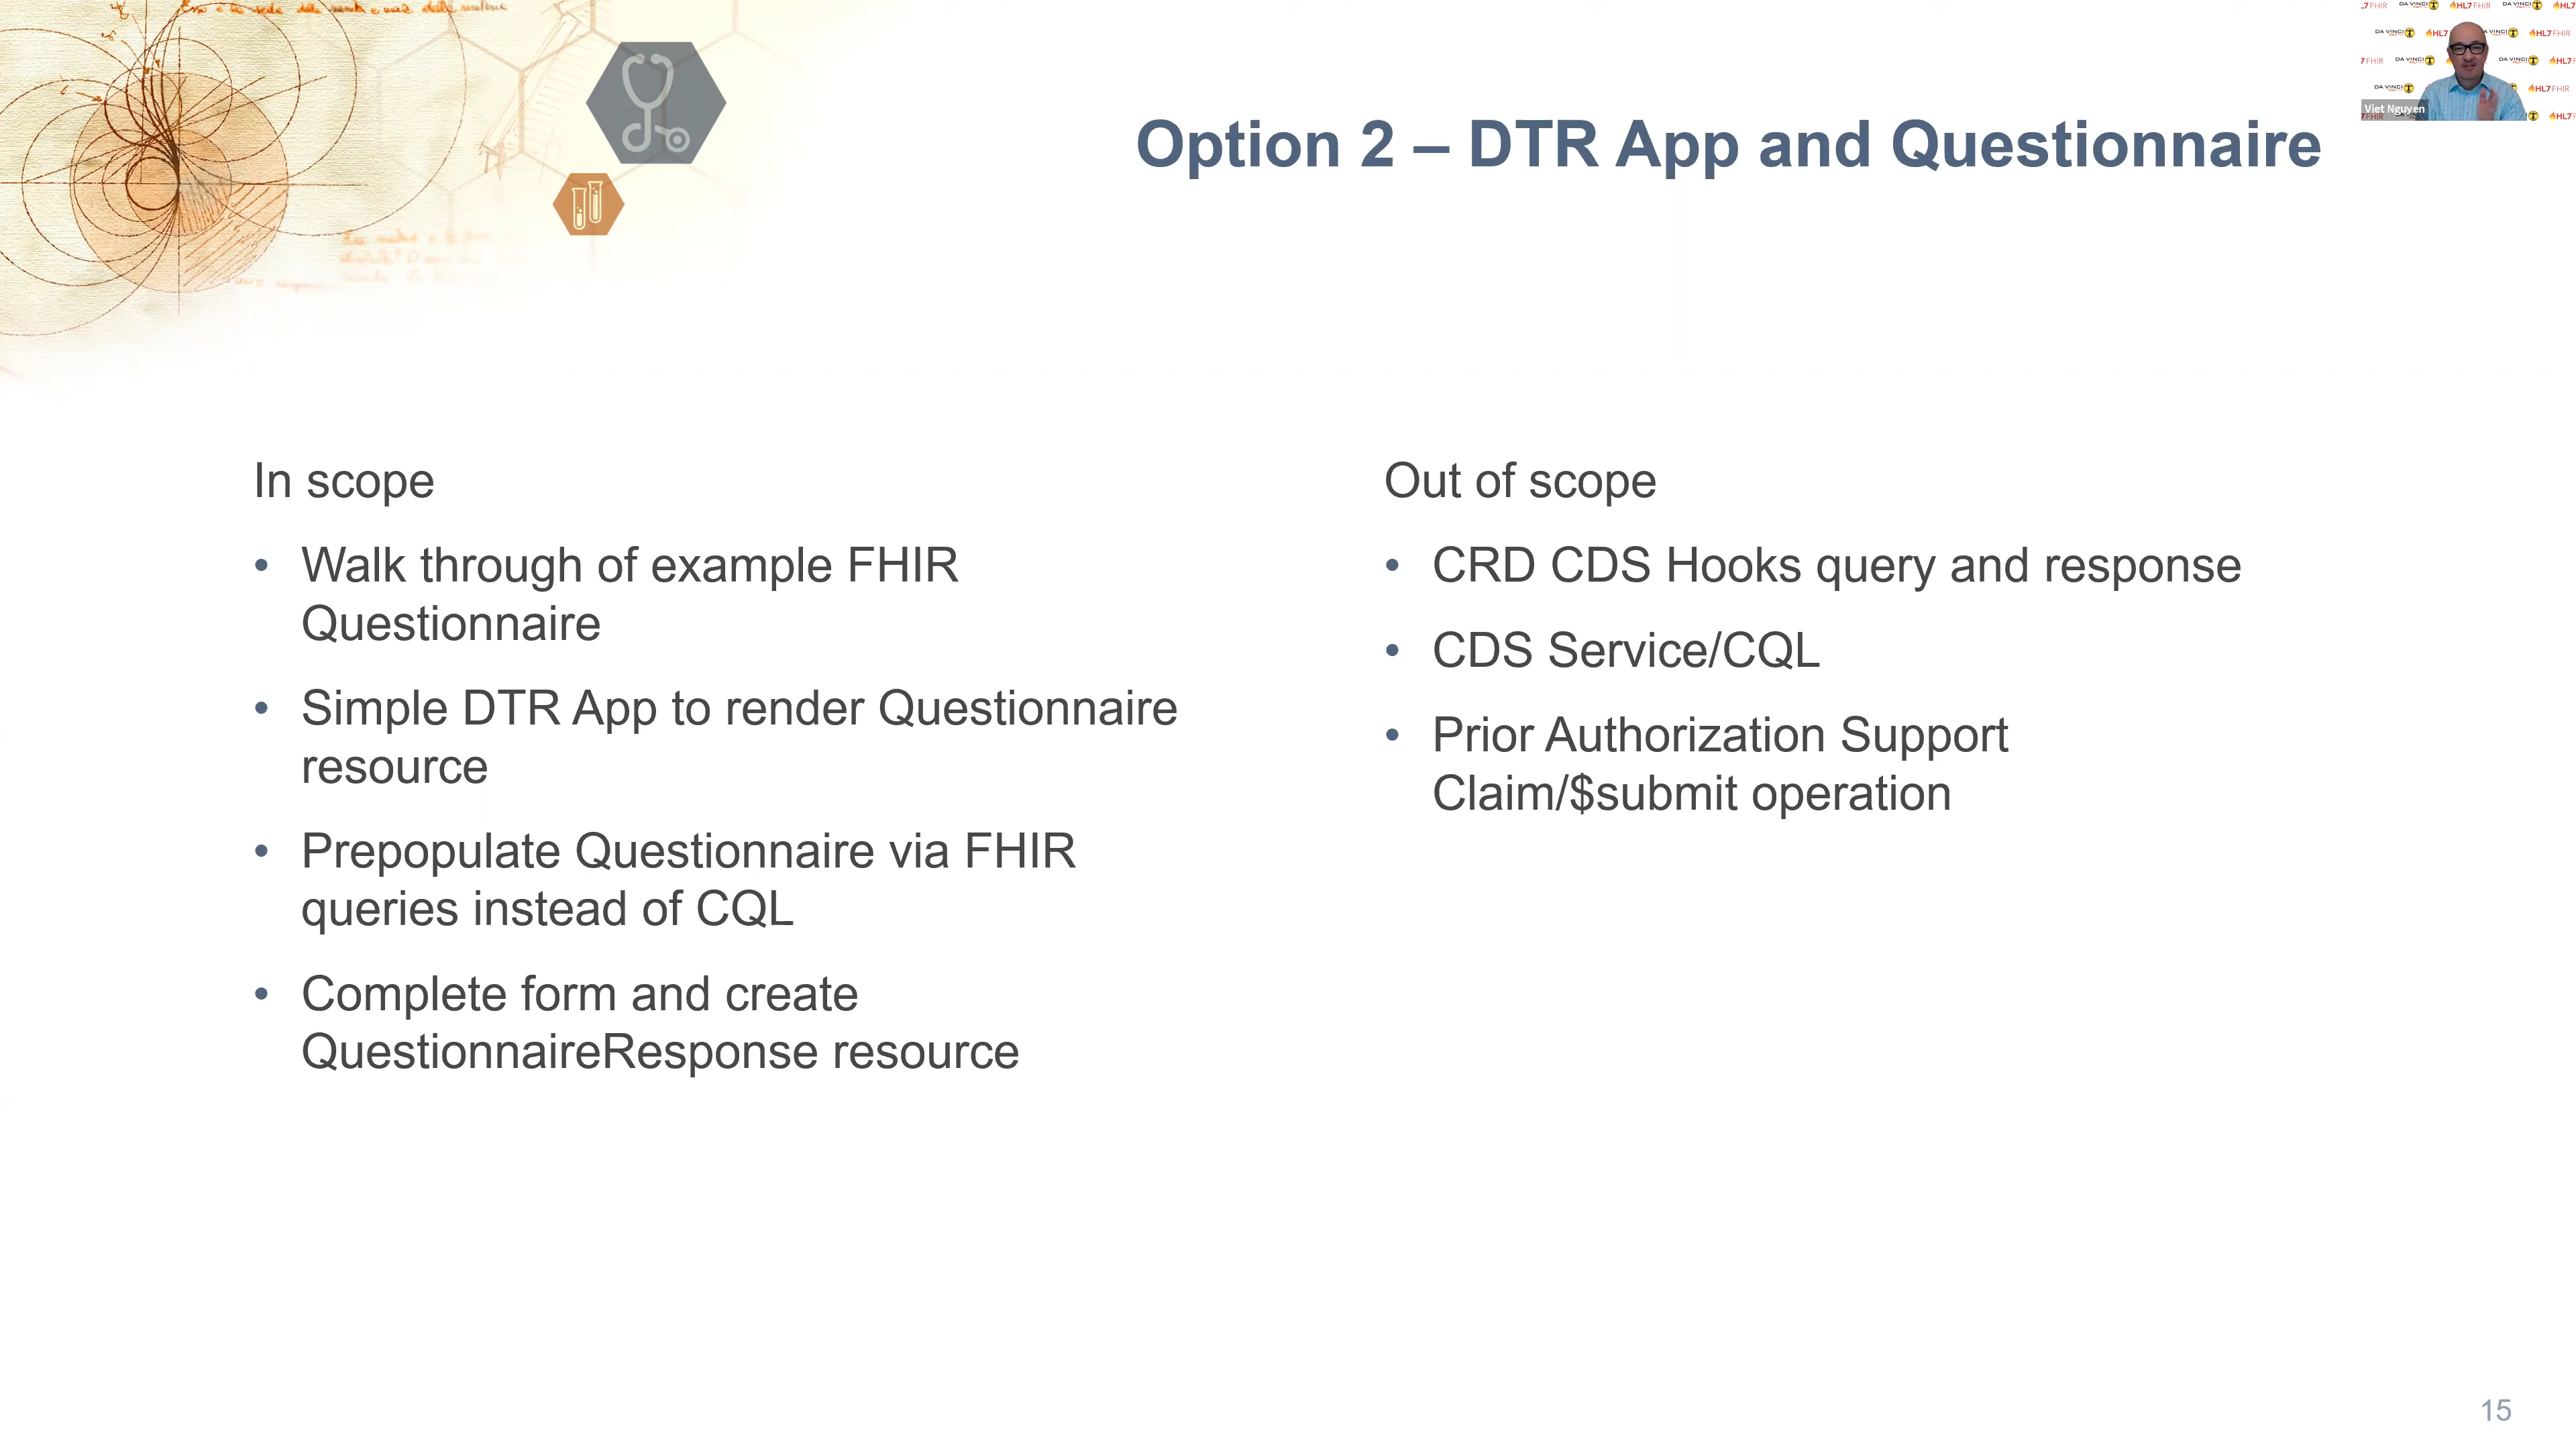 Option 2 – DTR App and Questionnaire
Viet Nguyen
In scope
• Walk through of example FHIR
Questionnaire
• Simple DTR App to render Questionnaire
resource
• Prepopulate Questionnaire via FHIR
queries instead of CQL
• Complete form and create
QuestionnaireResponse resource
Out of scope
• CRD CDS Hooks query and response
• CDS Service/CQL
• Prior Authorization Support
Claim/$submit operation
15